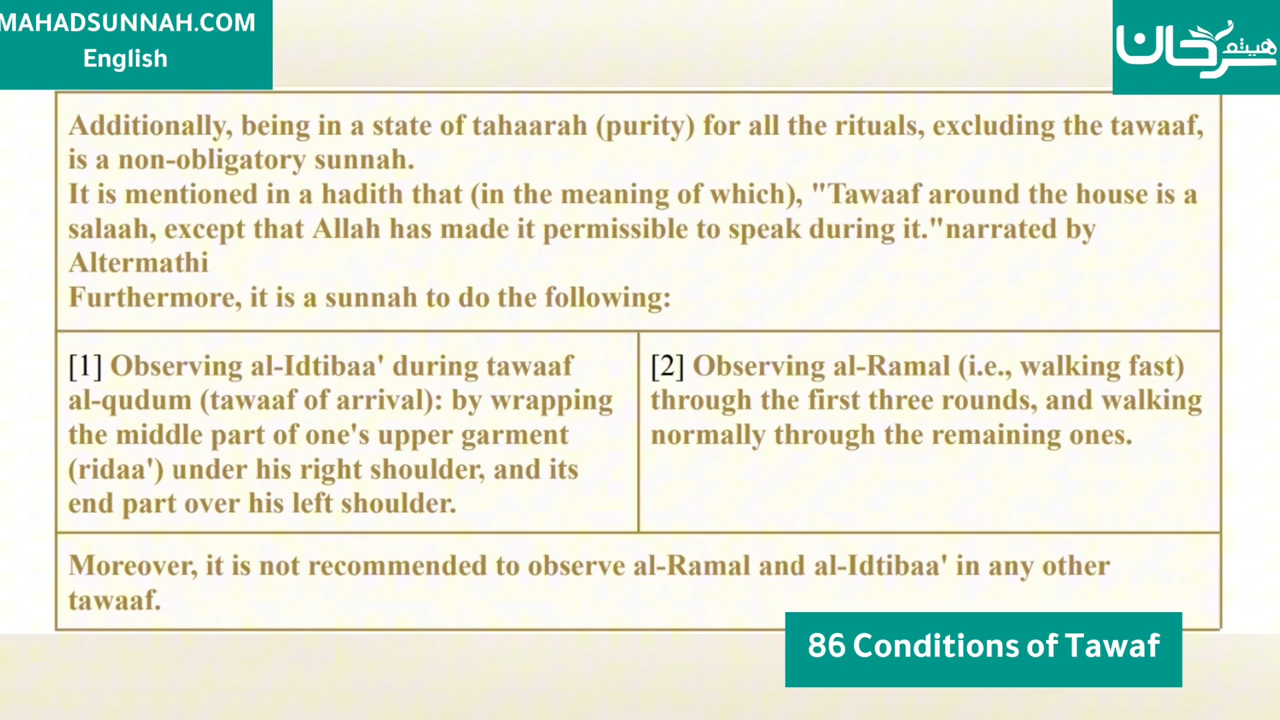 MAHADSUNNAH.COM
English
هيثم
سرحان
Additionally, being in a state of tahaarah (purity) for all the rituals, excluding the tawaaf,
is a non-obligatory sunnah.
It is mentioned in a hadith that (in the meaning of which), "Tawaaf around the house is a
salaah, except that Allah has made it permissible to speak during it."narrated by
Altermathi
Furthermore, it is a sunnah to do the following:
[1] Observing al-Idtibaa' during tawaaf
al-qudum (tawaaf of arrival): by wrapping
the middle part of one's upper garment
(ridaa') under his right shoulder, and its
end part over his left shoulder.
[2] Observing al-Ramal (i.e., walking fast)
through the first three rounds, and walking
normally through the remaining ones.
Moreover, it is not recommended to observe al-Ramal and al-Idtibaa' in any other
tawaaf.
86 Conditions of Tawaf